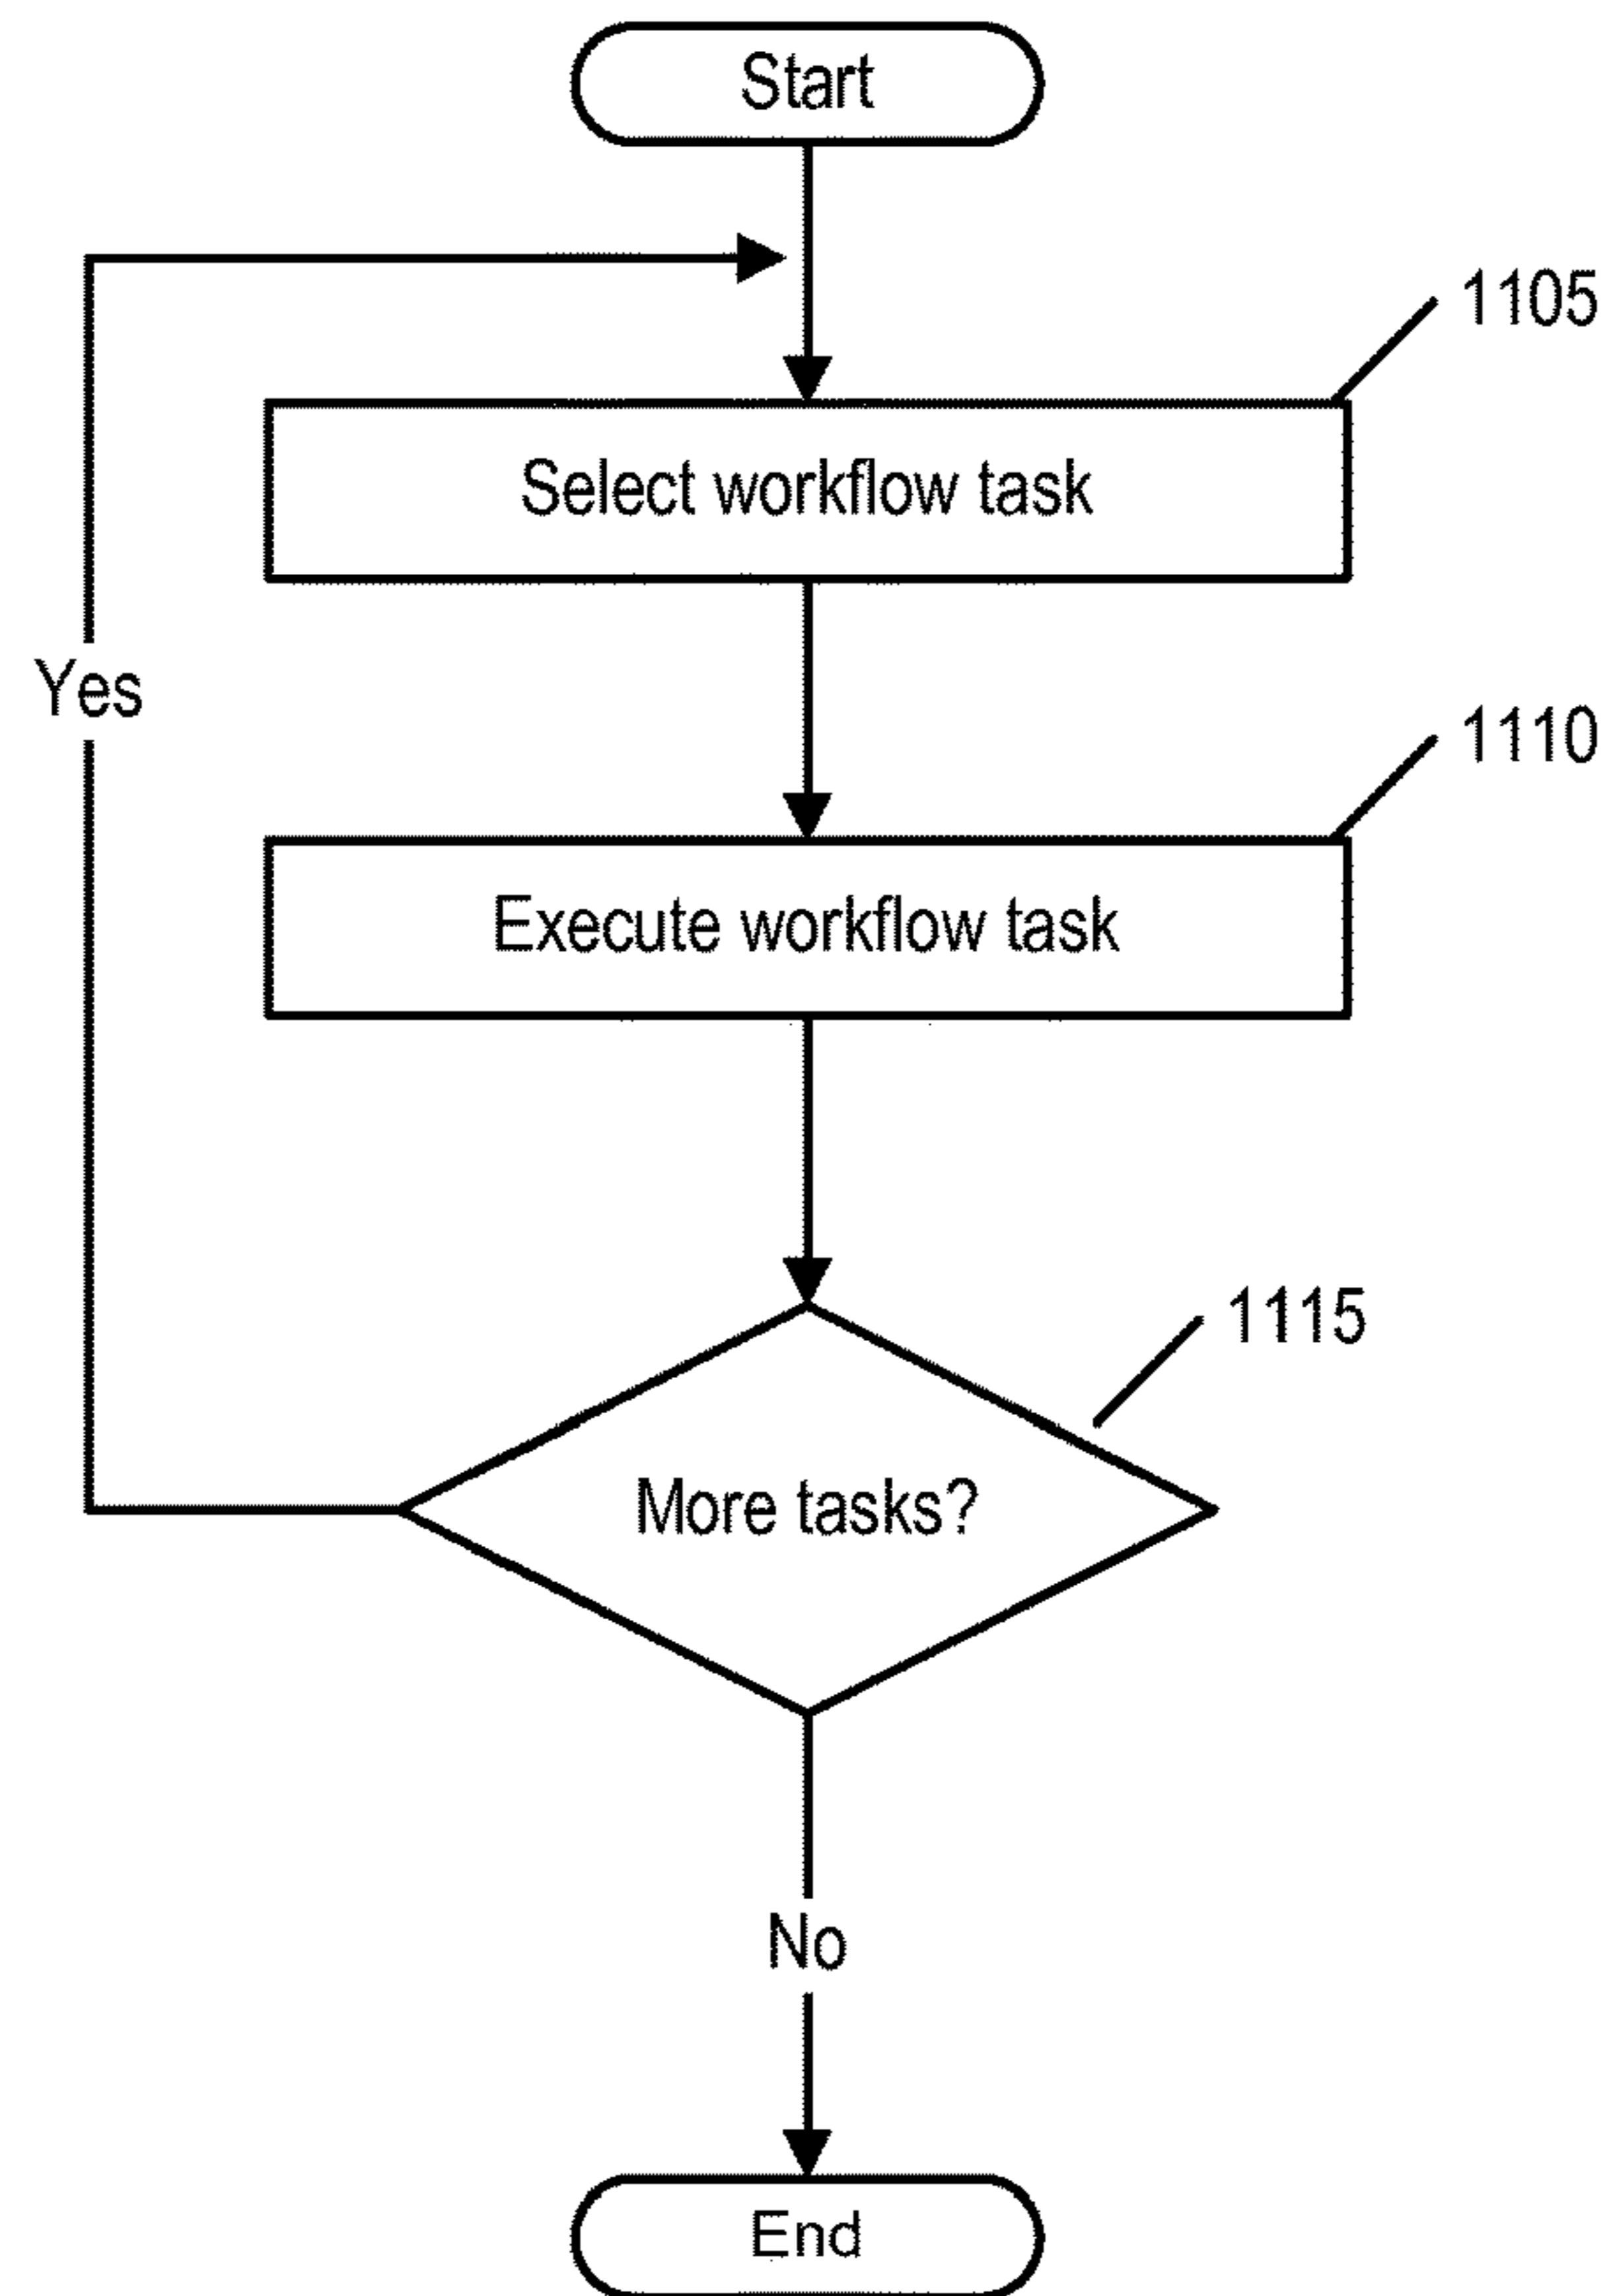 Start
1105
Select workflow task
Yes
1110
Execute workflow task
1115
More tasks?
No
End